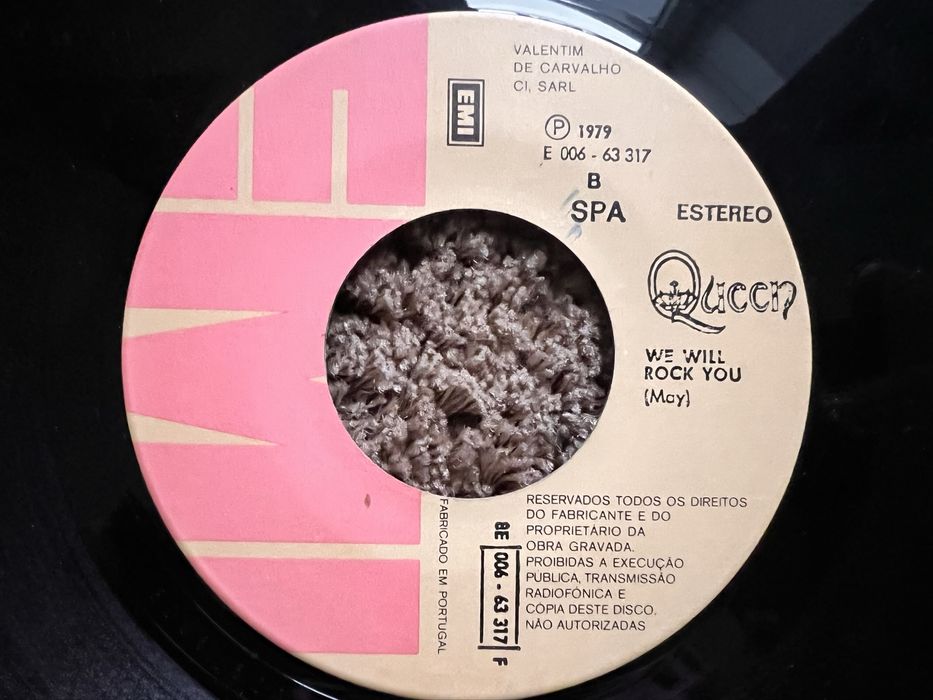 VALENTIM
DE CARVALHO
CI, SARL
EMI
Ⓟ 1979
E 006 - 63 317
B
SPA ESTEREO
Queen
WE WILL
ROCK YOU
(May)
RESERVADOS TODOS OS DIREITOS
DO FABRICANTE E DO
PROPRIETÁRIO DA
OBRA GRAVADA.
PROIBIDAS A EXECUÇÃO
PUBLICA, TRANSMISSÃO
RADIOFÓNICA E
CÓPIA DESTE DISCO.
NÃO AUTORIZADAS
8E 006 - 63 317 F
FABRICADO EM PORTUGAL
EMI